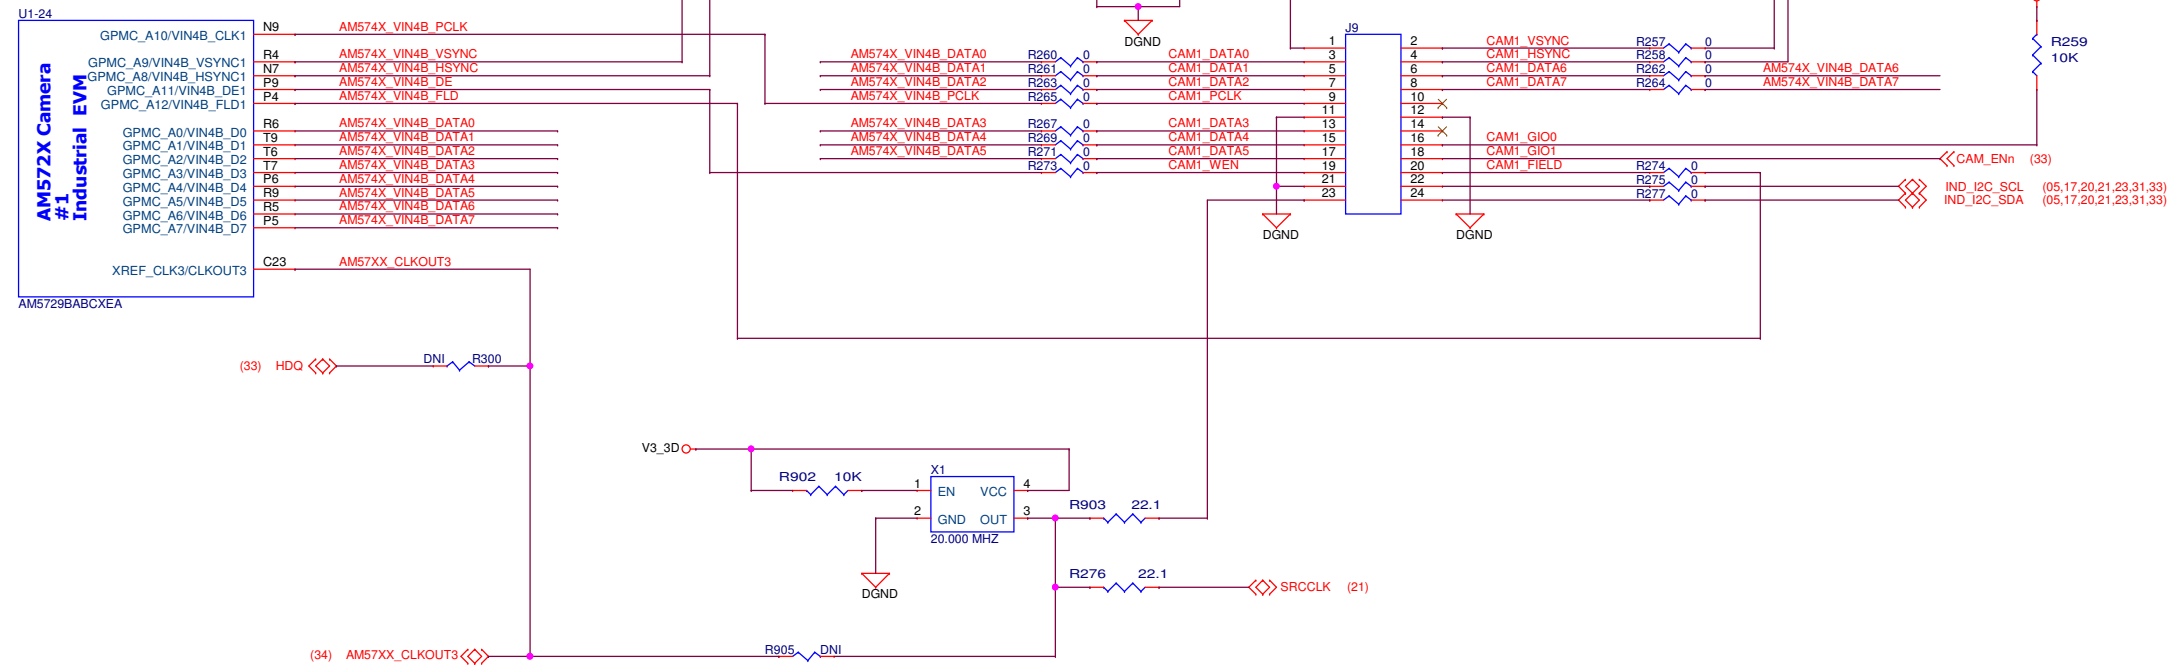 U1-24
AM572X Camera
#1
Industrial EVM
GPMC_A10/VIN4B_CLK1 N9 AM574X_VIN4B_PCLK
GPMC_A9/VIN4B_VSYNC1 R4 AM574X_VIN4B_VSYNC
GPMC_A8/VIN4B_HSYNC1 N7 AM574X_VIN4B_HSYNC
GPMC_A11/VIN4B_DE1 P9 AM574X_VIN4B_DE
GPMC_A12/VIN4B_FLD1 P4 AM574X_VIN4B_FLD
GPMC_A0/VIN4B_D0 R6 AM574X_VIN4B_DATA0
GPMC_A1/VIN4B_D1 T9 AM574X_VIN4B_DATA1
GPMC_A2/VIN4B_D2 T6 AM574X_VIN4B_DATA2
GPMC_A3/VIN4B_D3 T7 AM574X_VIN4B_DATA3
GPMC_A4/VIN4B_D4 P6 AM574X_VIN4B_DATA4
GPMC_A5/VIN4B_D5 R9 AM574X_VIN4B_DATA5
GPMC_A6/VIN4B_D6 R5 AM574X_VIN4B_DATA6
GPMC_A7/VIN4B_D7 P5 AM574X_VIN4B_DATA7
XREF_CLK3/CLKOUT3 C23 AM57XX_CLKOUT3
AM5729BABCXEA
DGND
J9
1 2 CAM1_VSYNC R257 0
AM574X_VIN4B_DATA0 R260 0 CAM1_DATA0 3 4 CAM1_HSYNC R258 0
AM574X_VIN4B_DATA1 R261 0 CAM1_DATA1 5 6 CAM1_DATA6 R262 0 AM574X_VIN4B_DATA6
AM574X_VIN4B_DATA2 R263 0 CAM1_DATA2 7 8 CAM1_DATA7 R264 0 AM574X_VIN4B_DATA7
AM574X_VIN4B_PCLK R265 0 CAM1_PCLK 9 10
11 12
AM574X_VIN4B_DATA3 R267 0 CAM1_DATA3 13 14
AM574X_VIN4B_DATA4 R269 0 CAM1_DATA4 15 16 CAM1_GIO0
AM574X_VIN4B_DATA5 R271 0 CAM1_DATA5 17 18 CAM1_GIO1 CAM_ENn (33)
R273 0 CAM1_WEN 19 20 CAM1_FIELD R274 0
21 22 R275 0 IND_I2C_SCL (05,17,20,21,23,31,33)
23 24 R277 0 IND_I2C_SDA (05,17,20,21,23,31,33)
R259
10K
DGND DGND
(33) HDQ DNI R300
V3_3D
R902 10K
X1
1 EN VCC 4
2 GND OUT 3
20.000 MHZ
R903 22.1
DGND
R276 22.1 SRCCLK (21)
(34) AM57XX_CLKOUT3 R905 DNI